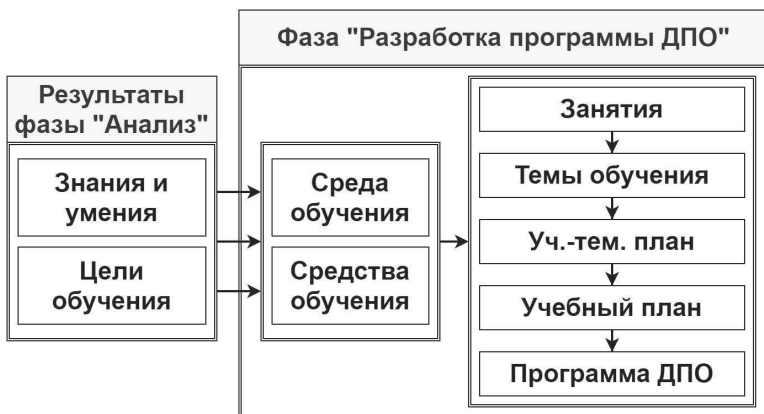 Фаза "Разработка программы ДПО"
Результаты
фазы "Анализ"
Знания и
умения
Цели
обучения
Среда
обучения
Средства
обучения
Занятия
Темы обучения
Уч.-тем. план
Учебный план
Программа ДПО